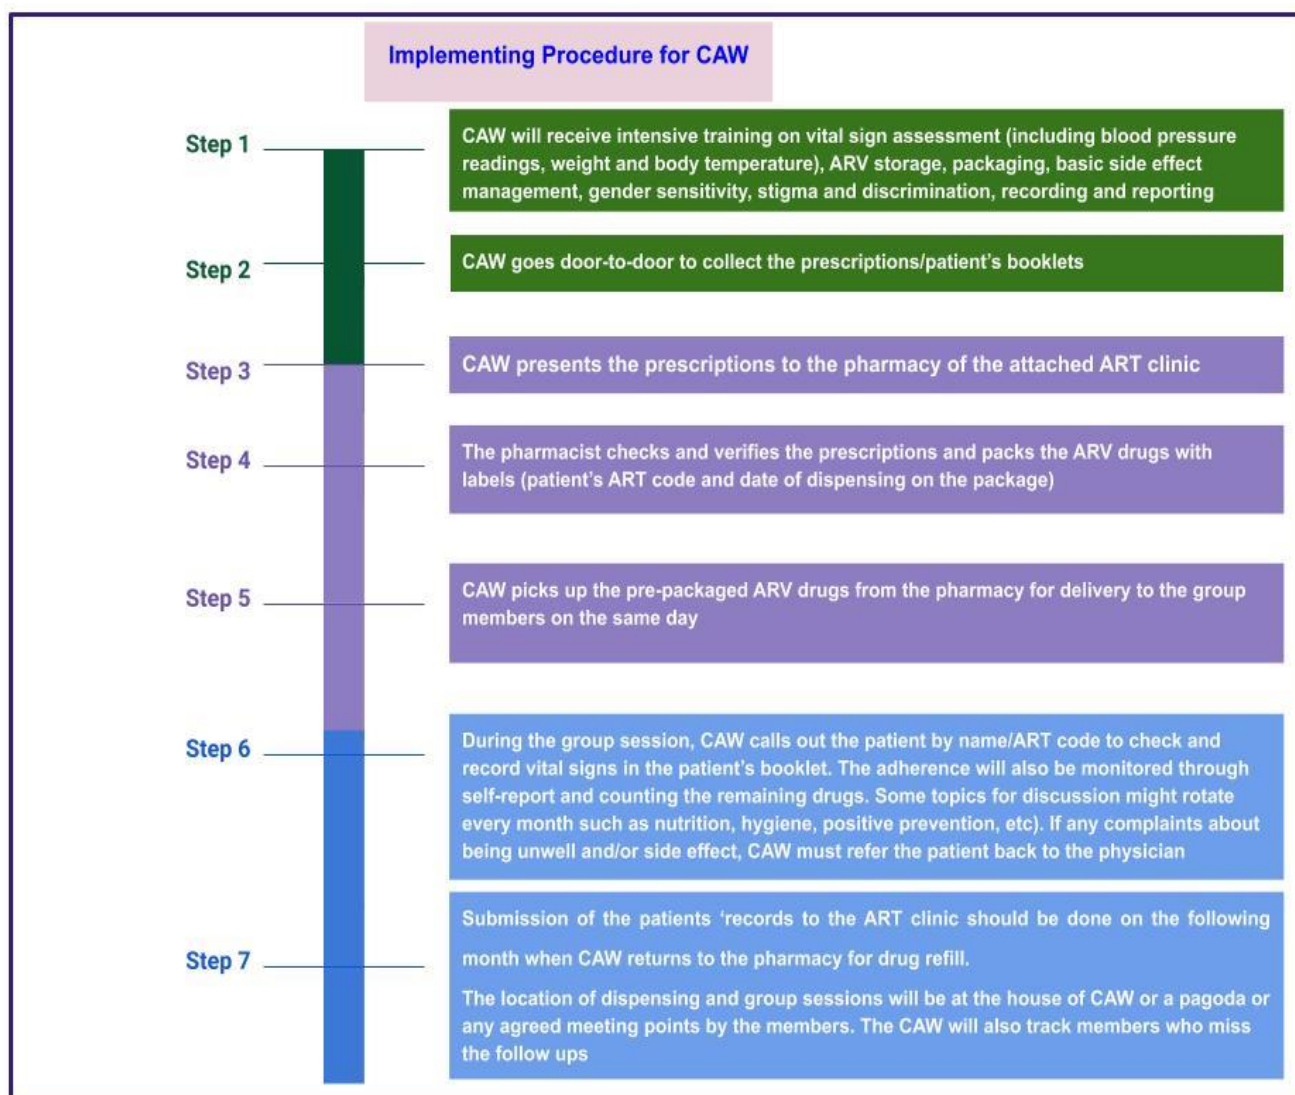 Implementing Procedure for CAW
Step 1
CAW will receive intensive training on vital sign assessment (including blood pressure
readings, weight and body temperature), ARV storage, packaging, basic side effect
management, gender sensitivity, stigma and discrimination, recording and reporting
Step 2
CAW goes door-to-door to collect the prescriptions/patient's booklets
Step 3
CAW presents the prescriptions to the pharmacy of the attached ART clinic
Step 4
The pharmacist checks and verifies the prescriptions and packs the ARV drugs with
labels (patient's ART code and date of dispensing on the package)
Step 5
CAW picks up the pre-packaged ARV drugs from the pharmacy for delivery to the group
members on the same day
Step 6
During the group session, CAW calls out the patient by name/ART code to check and
record vital signs in the patient's booklet. The adherence will also be monitored through
self-report and counting the remaining drugs. Some topics for discussion might rotate
every month such as nutrition, hygiene, positive prevention, etc). If any complaints about
being unwell and/or side effect, CAW must refer the patient back to the physician
Step 7
Submission of the patients ‘records to the ART clinic should be done on the following
month when CAW returns to the pharmacy for drug refill.
The location of dispensing and group sessions will be at the house of CAW or a pagoda or
any agreed meeting points by the members. The CAW will also track members who miss
the follow ups